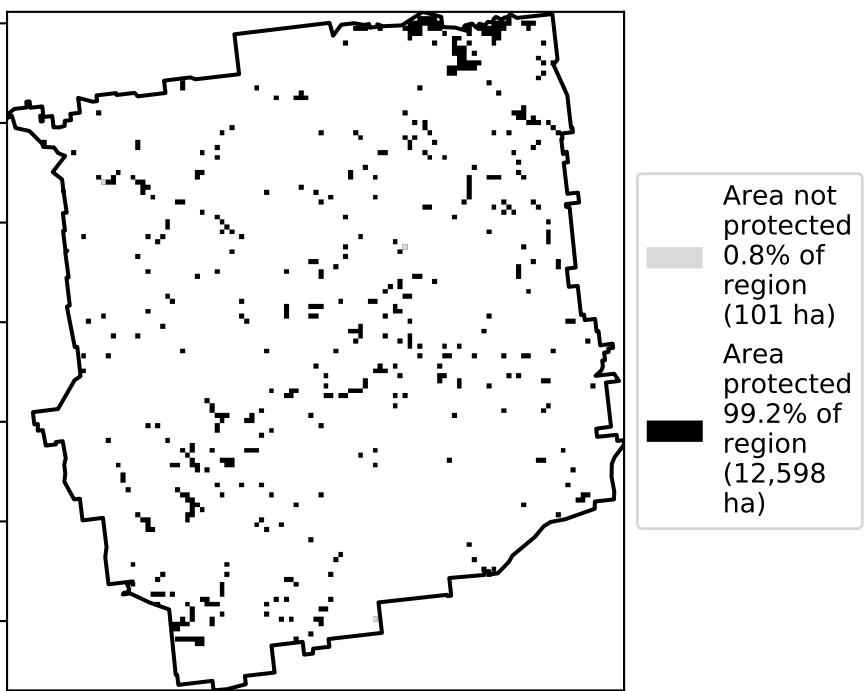 Area not
protected
0.8% of
region
(101 ha)
Area
protected
99.2% of
region
(12,598
ha)